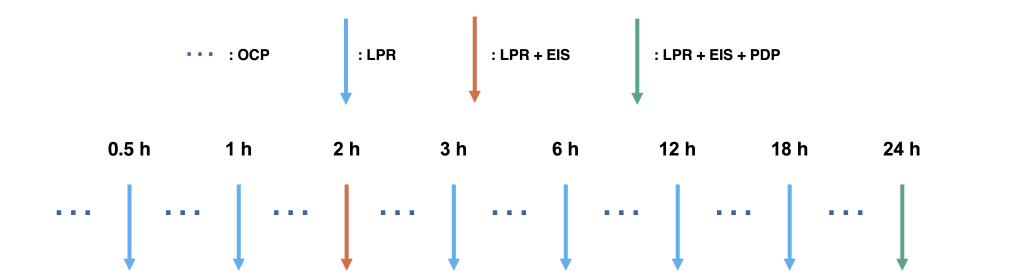 : OCP : LPR : LPR + EIS : LPR + EIS + PDP
0.5 h 1 h 2 h 3 h 6 h 12 h 18 h 24 h